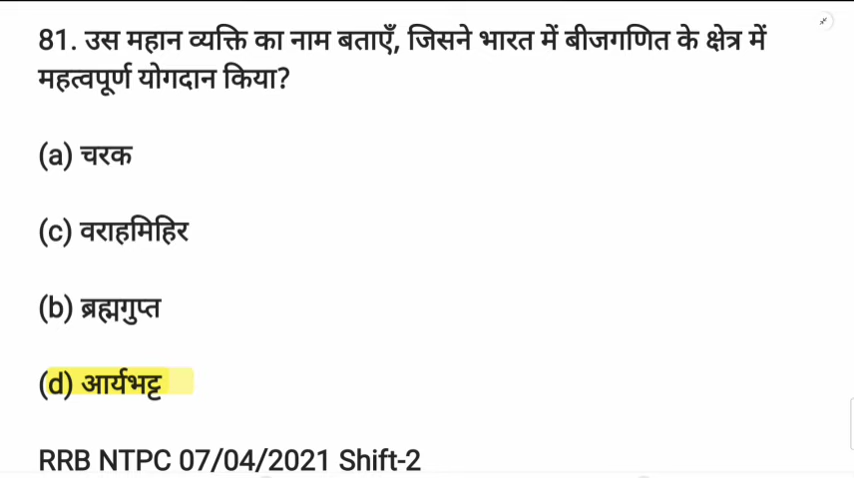 81. उस महान व्यक्ति का नाम बताएँ, जिसने भारत में बीजगणित के क्षेत्र में
महत्वपूर्ण योगदान किया?
(a) चरक
(c) वराहमिहिर
(b) ब्रह्मगुप्त
(d) आर्यभट्ट
RRB NTPC 07/04/2021 Shift-2